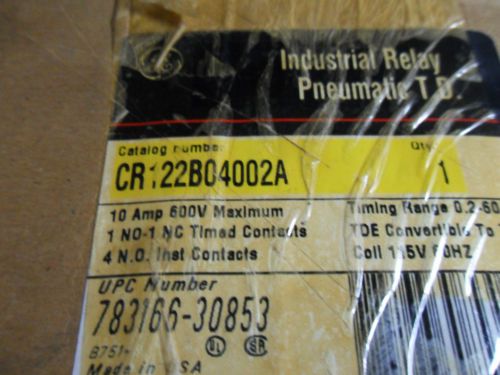 Industrial Relay
Pneumatic T.D.
Catalog number
Qty.
CR122B04002A
1
10 Amp 600V Maximum
1 NO-1 NC Timed Contacts
4 N.O. Inst Contacts
Timing Range 0.2-60
TDE Convertible To
Coil 115V 60HZ
UPC Number
783166-30853
8751-
Made in USA